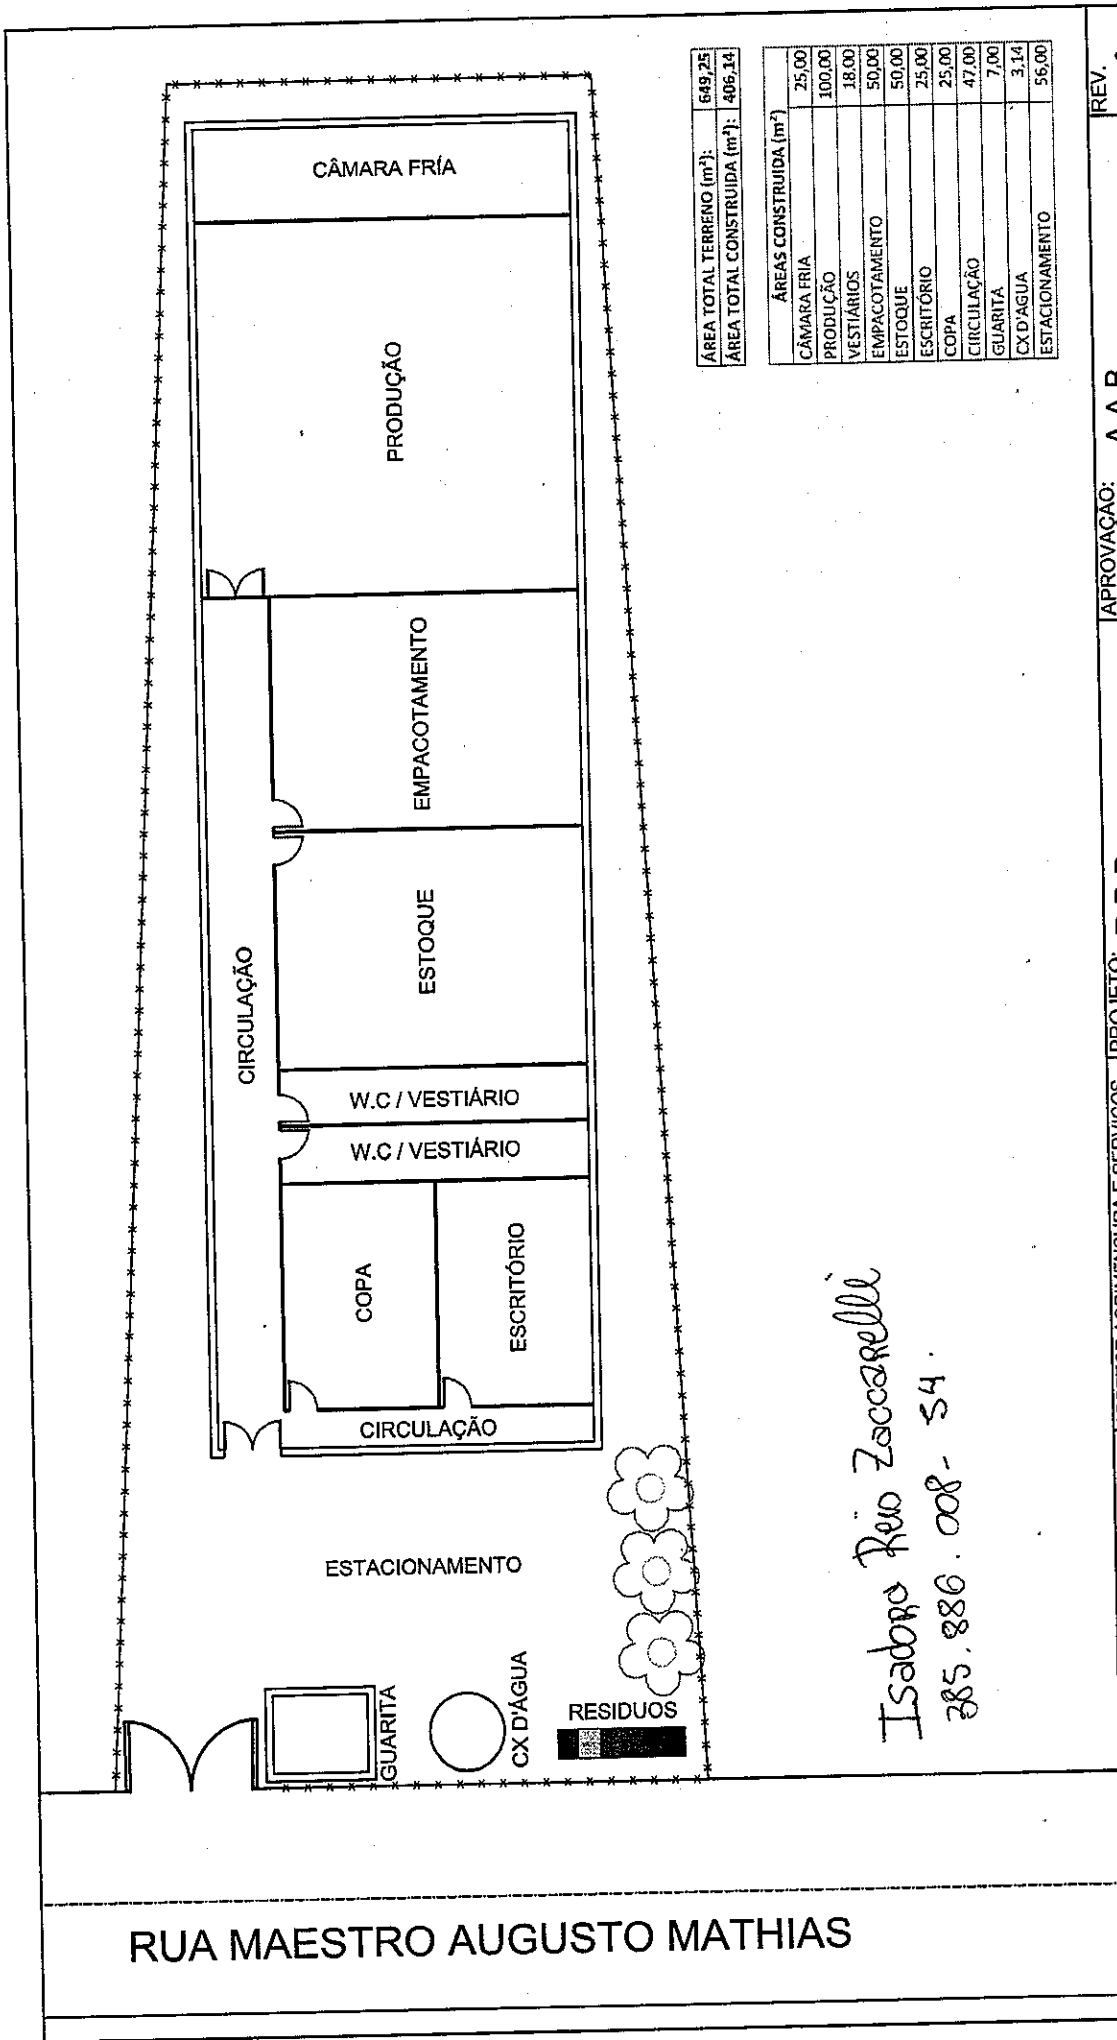 CÂMARA FRÍA
PRODUÇÃO
EMPACOTAMENTO
ESTOQUE
CIRCULAÇÃO
W.C / VESTIÁRIO
W.C / VESTIÁRIO
COPA
ESCRITÓRIO
CIRCULAÇÃO
ESTACIONAMENTO
GUARITA
CX D'ÁGUA
RESIDUOS
RUA MAESTRO AUGUSTO MATHIAS
ÁREA TOTAL TERRENO (m²): 649,25
ÁREA TOTAL CONSTRUIDA (m²): 406,14
ÁREAS CONSTRUIDA (m²)
CÂMARA FRIA 25,00
PRODUÇÃO 100,00
VESTIÁRIOS 18,00
EMPACOTAMENTO 50,00
ESTOQUE 50,00
ESCRITÓRIO 25,00
COPA 25,00
CIRCULAÇÃO 47,00
GUARITA 7,00
CX D'AGUA 3,14
ESTACIONAMENTO 56,00
Isadora Reio Zaccarelli
385.886.008-54.
PROJETO:
APROVAÇÃO:
REV.